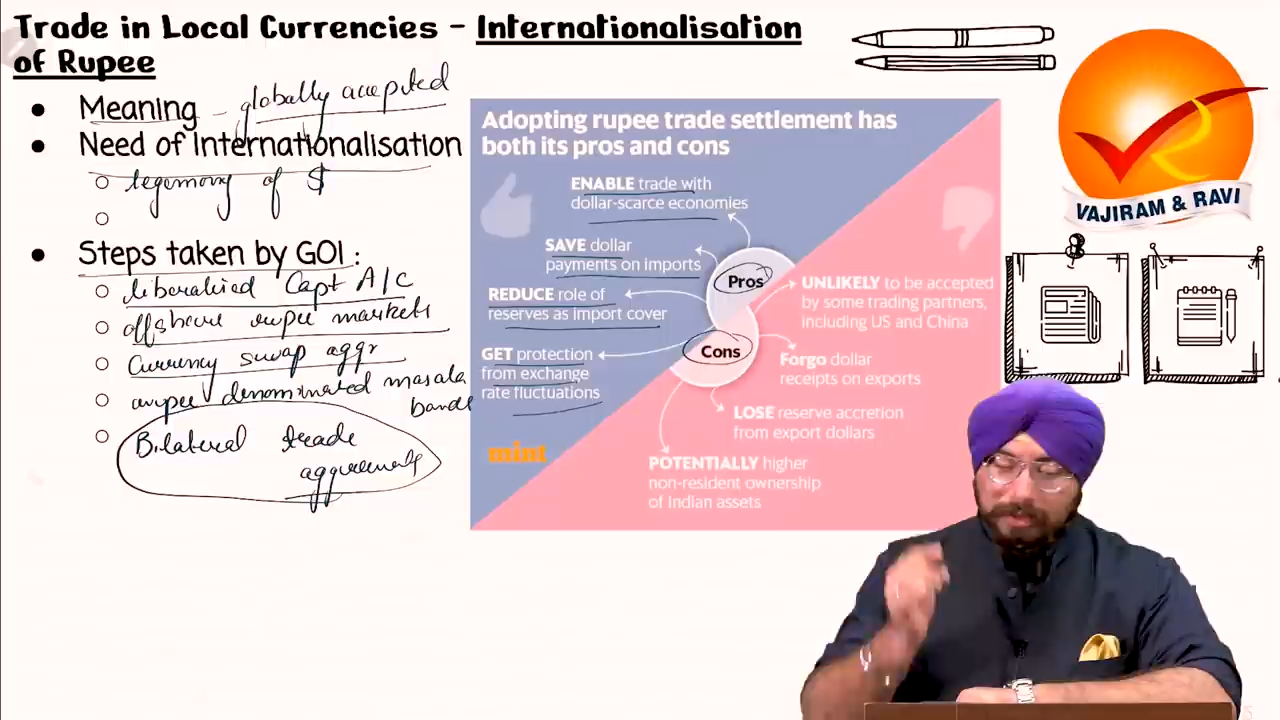 Trade in Local Currencies – Internationalisation
of Rupee
● Meaning – globally accepted
● Need of Internationalisation
○ hegemony of $
○
● Steps taken by GOI :
○ liberalised Capt A/C
○ offshore rupee markets
○ Currency swap aggr
○ rupee denominated masala
bonds
○ Bilateral trade
aggreements
Adopting rupee trade settlement has
both its pros and cons
ENABLE trade with
dollar-scarce economies
SAVE dollar
payments on imports
REDUCE role of
reserves as import cover
GET protection
from exchange
rate fluctuations
Pros
Cons
UNLIKELY to be accepted
by some trading partners,
including US and China
Forgo dollar
receipts on exports
LOSE reserve accretion
from export dollars
POTENTIALLY higher
non-resident ownership
of Indian assets
mint
VAJIRAM & RAVI